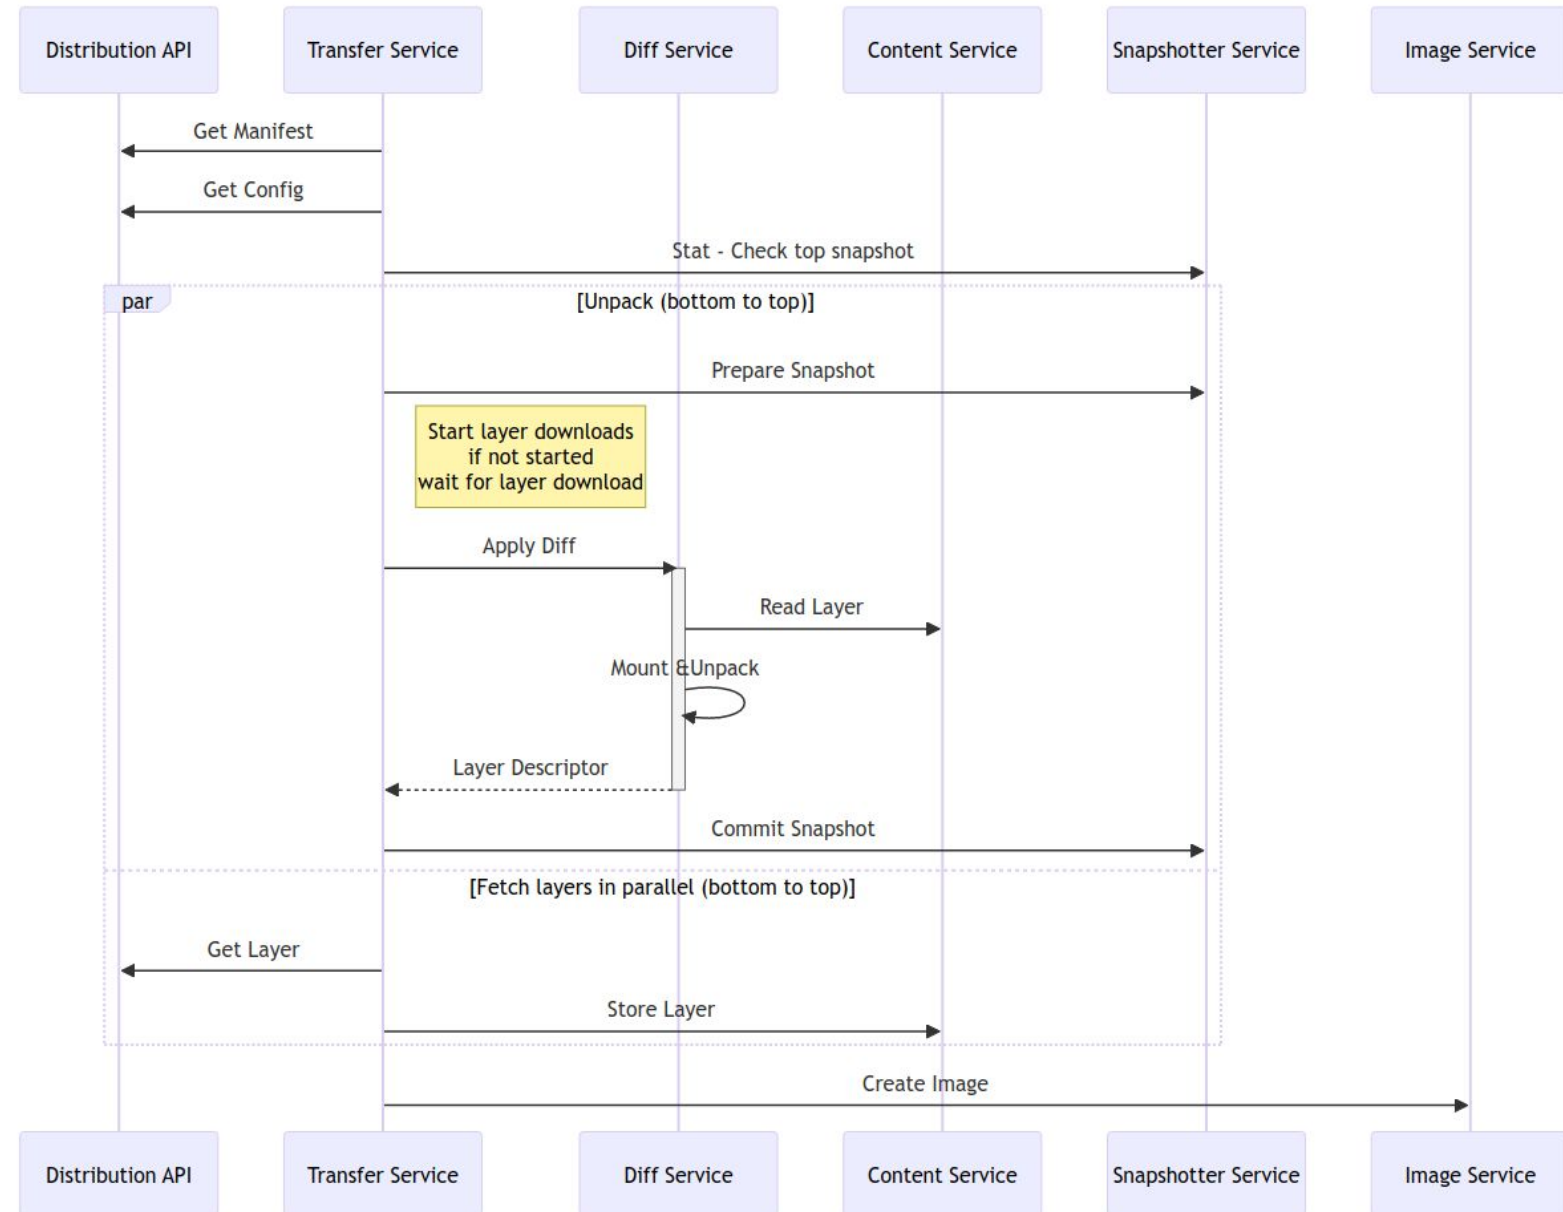 Distribution API
Transfer Service
Diff Service
Content Service
Snapshotter Service
Image Service
Get Manifest
Get Config
Stat - Check top snapshot
par
[Unpack (bottom to top)]
Prepare Snapshot
Start layer downloads
if not started
wait for layer download
Apply Diff
Read Layer
Mount &Unpack
Layer Descriptor
Commit Snapshot
[Fetch layers in parallel (bottom to top)]
Get Layer
Store Layer
Create Image
Distribution API
Transfer Service
Diff Service
Content Service
Snapshotter Service
Image Service